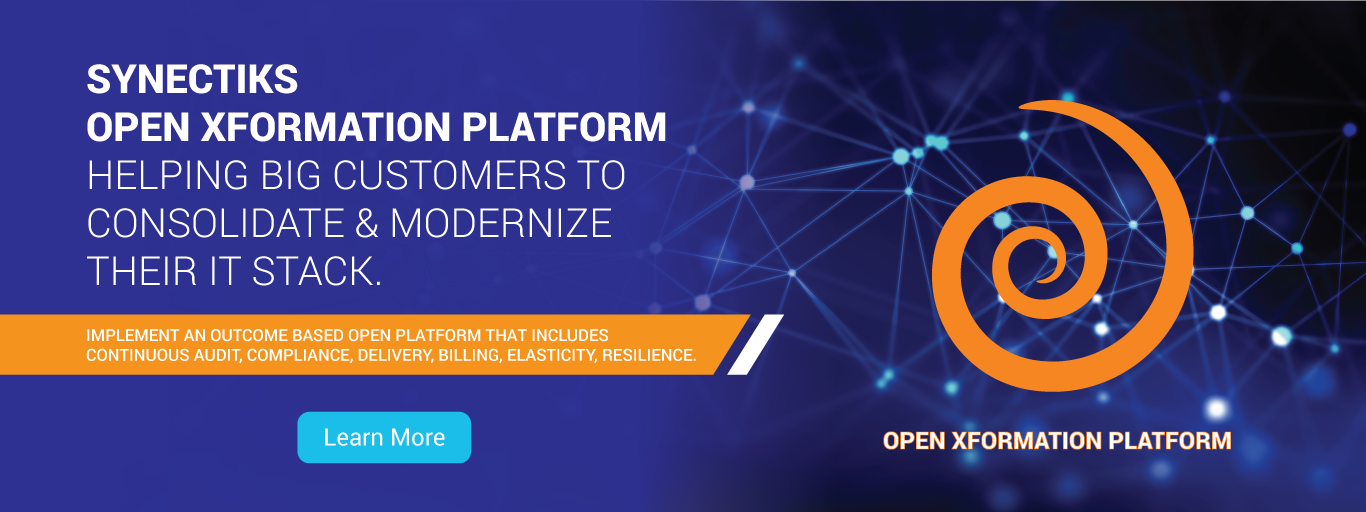 SYNECTIKS
OPEN XFORMATION PLATFORM
HELPING BIG CUSTOMERS TO
CONSOLIDATE & MODERNIZE
THEIR IT STACK.
IMPLEMENT AN OUTCOME BASED OPEN PLATFORM THAT INCLUDES
CONTINUOUS AUDIT, COMPLIANCE, DELIVERY, BILLING, ELASTICITY, RESILIENCE.
Learn More
OPEN XFORMATION PLATFORM